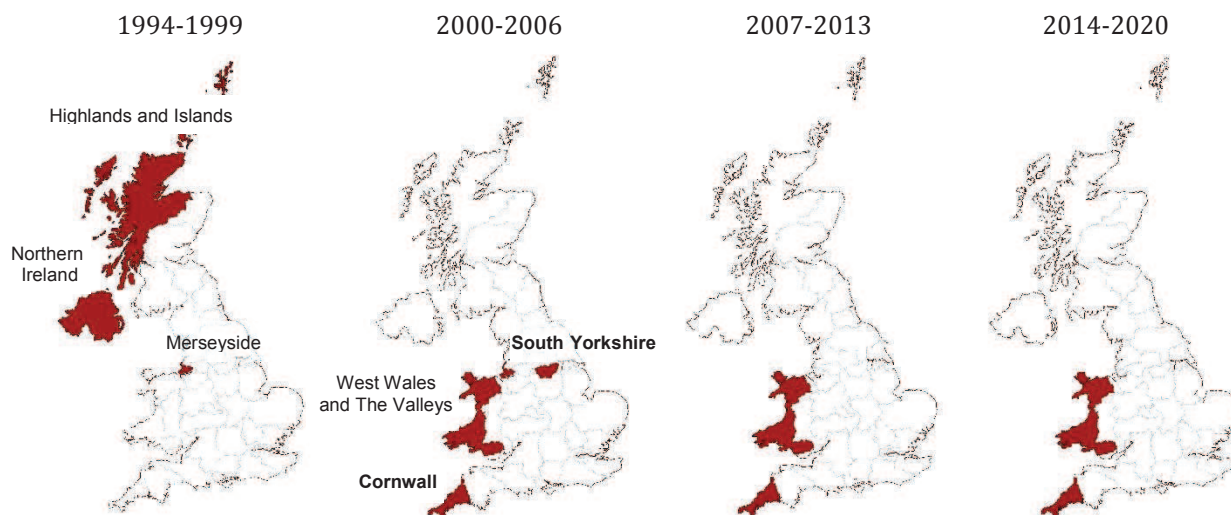 1994-1999
2000-2006
2007-2013
2014-2020
Highlands and Islands
Northern
Ireland
Merseyside
South Yorkshire
West Wales
and The Valleys
Cornwall